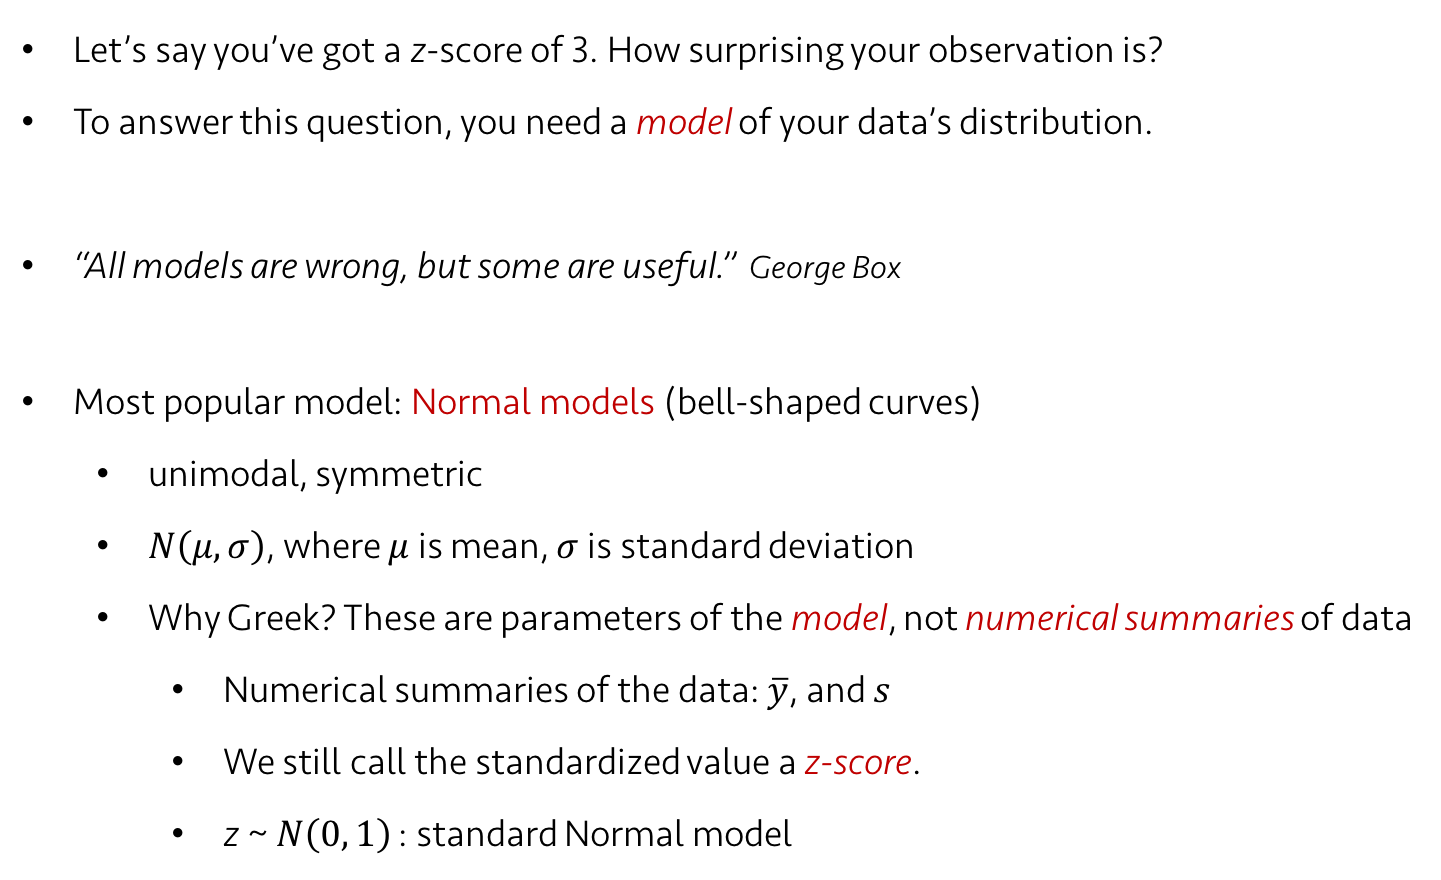 • Let’s say you’ve got a z-score of 3. How surprising your observation is?
• To answer this question, you need a model of your data’s distribution.
• “All models are wrong, but some are useful.” George Box
• Most popular model: Normal models (bell-shaped curves)
• unimodal, symmetric
• N(μ, σ), where μ is mean, σ is standard deviation
• Why Greek? These are parameters of the model, not numerical summaries of data
• Numerical summaries of the data: ȳ, and s
• We still call the standardized value a z-score.
• z ~ N(0, 1) : standard Normal model